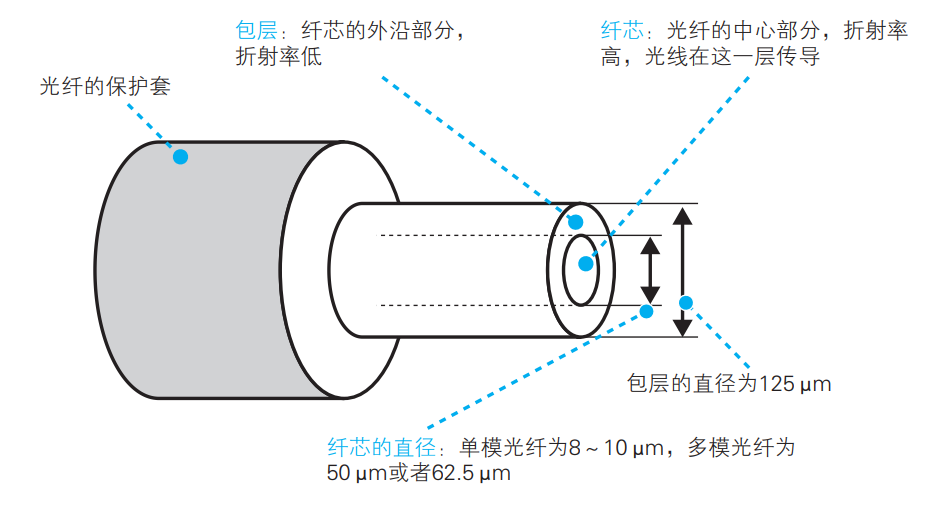 包层：纤芯的外沿部分，
折射率低
纤芯：光纤的中心部分，折射率
高，光线在这一层传导
光纤的保护套
包层的直径为125 μm
纤芯的直径：单模光纤为8～10 μm，多模光纤为
50 μm或者62.5 μm